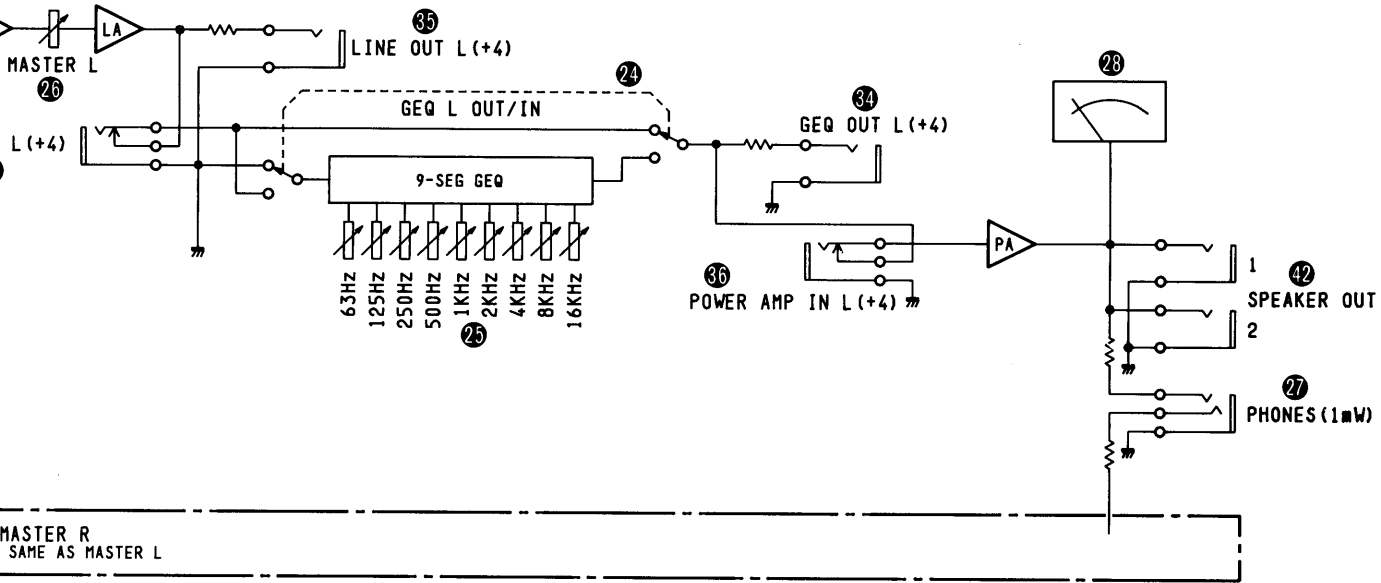 LA
MASTER L
26
35
LINE OUT L(+4)
L(+4)
24
GEQ L OUT/IN
9-SEG GEQ
63Hz
125Hz
250Hz
500Hz
1KHz
2KHz
4KHz
8KHz
16KHz
25
34
GEQ OUT L(+4)
28
36
POWER AMP IN L(+4)
PA
1
42
SPEAKER OUT
2
27
PHONES(1mW)
MASTER R
SAME AS MASTER L